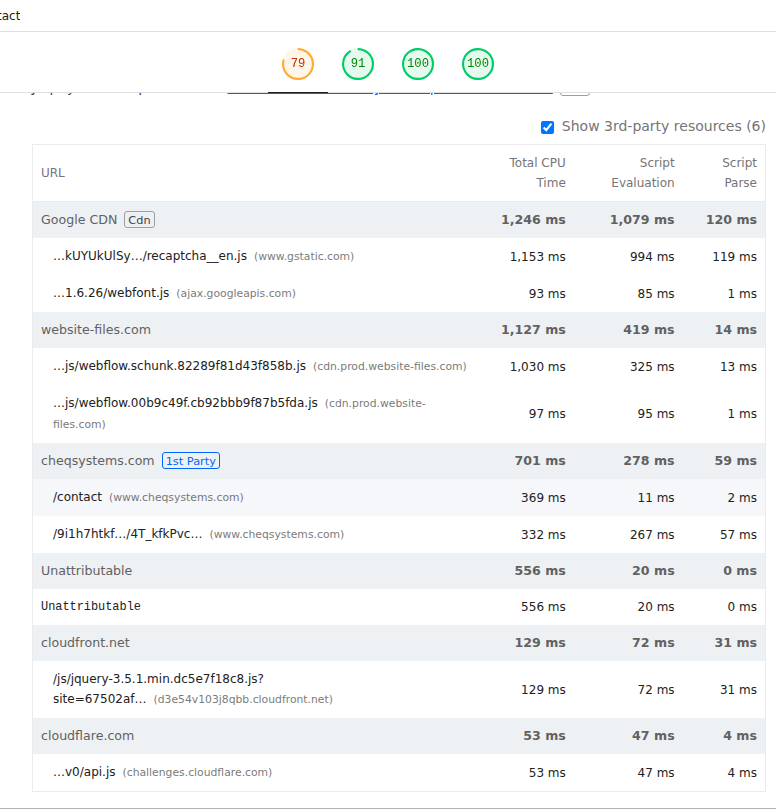 tact
79 91 100 100
Show 3rd-party resources (6)
URL Total CPU Time Script Evaluation Script Parse
Google CDN Cdn 1,246 ms 1,079 ms 120 ms
…kUYUkUlSy…/recaptcha__en.js (www.gstatic.com) 1,153 ms 994 ms 119 ms
…1.6.26/webfont.js (ajax.googleapis.com) 93 ms 85 ms 1 ms
website-files.com 1,127 ms 419 ms 14 ms
…js/webflow.schunk.82289f81d43f858b.js (cdn.prod.website-files.com) 1,030 ms 325 ms 13 ms
…js/webflow.00b9c49f.cb92bbb9f87b5fda.js (cdn.prod.website-
files.com) 97 ms 95 ms 1 ms
cheqsystems.com 1st Party 701 ms 278 ms 59 ms
/contact (www.cheqsystems.com) 369 ms 11 ms 2 ms
/9i1h7htkf…/4T_kfkPvc… (www.cheqsystems.com) 332 ms 267 ms 57 ms
Unattributable 556 ms 20 ms 0 ms
Unattributable 556 ms 20 ms 0 ms
cloudfront.net 129 ms 72 ms 31 ms
/js/jquery-3.5.1.min.dc5e7f18c8.js?
site=67502af… (d3e54v103j8qbb.cloudfront.net) 129 ms 72 ms 31 ms
cloudflare.com 53 ms 47 ms 4 ms
…v0/api.js (challenges.cloudflare.com) 53 ms 47 ms 4 ms